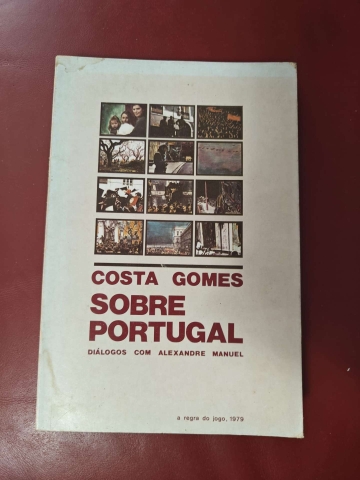 COSTA GOMES
SOBRE
PORTUGAL
DIÁLOGOS COM ALEXANDRE MANUEL
a regra do jogo, 1979